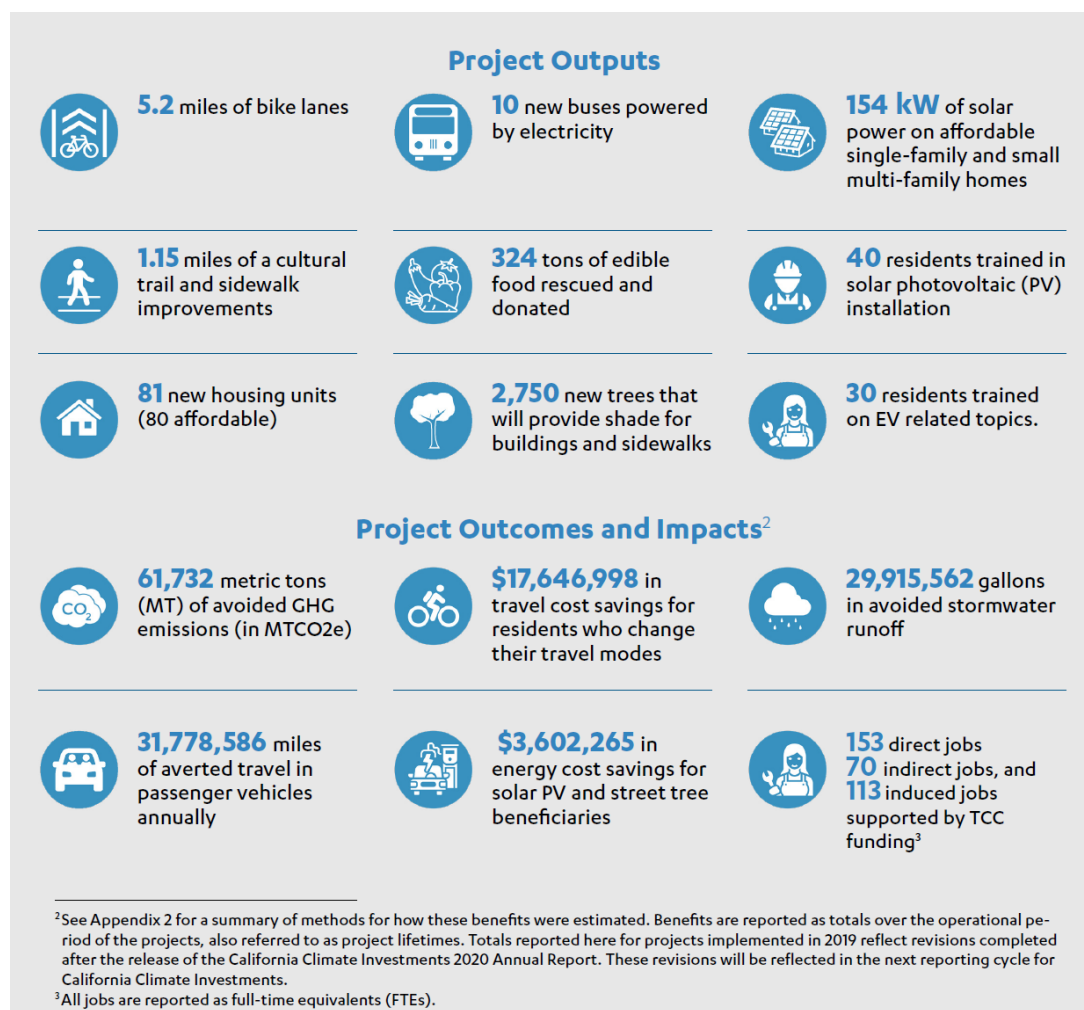 Project Outputs
5.2 miles of bike lanes
10 new buses powered
by electricity
154 kW of solar
power on affordable
single-family and small
multi-family homes
1.15 miles of a cultural
trail and sidewalk
improvements
324 tons of edible
food rescued and
donated
40 residents trained in
solar photovoltaic (PV)
installation
81 new housing units
(80 affordable)
2,750 new trees that
will provide shade for
buildings and sidewalks
30 residents trained
on EV related topics.
Project Outcomes and Impacts2
CO2
61,732 metric tons
(MT) of avoided GHG
emissions (in MTCO2e)
$17,646,998 in
travel cost savings for
residents who change
their travel modes
29,915,562 gallons
in avoided stormwater
runoff
31,778,586 miles
of averted travel in
passenger vehicles
annually
$3,602,265 in
energy cost savings for
solar PV and street tree
beneficiaries
153 direct jobs
70 indirect jobs, and
113 induced jobs
supported by TCC
funding3
2 See Appendix 2 for a summary of methods for how these benefits were estimated. Benefits are reported as totals over the operational pe-
riod of the projects, also referred to as project lifetimes. Totals reported here for projects implemented in 2019 reflect revisions completed
after the release of the California Climate Investments 2020 Annual Report. These revisions will be reflected in the next reporting cycle for
California Climate Investments.
3 All jobs are reported as full-time equivalents (FTEs).